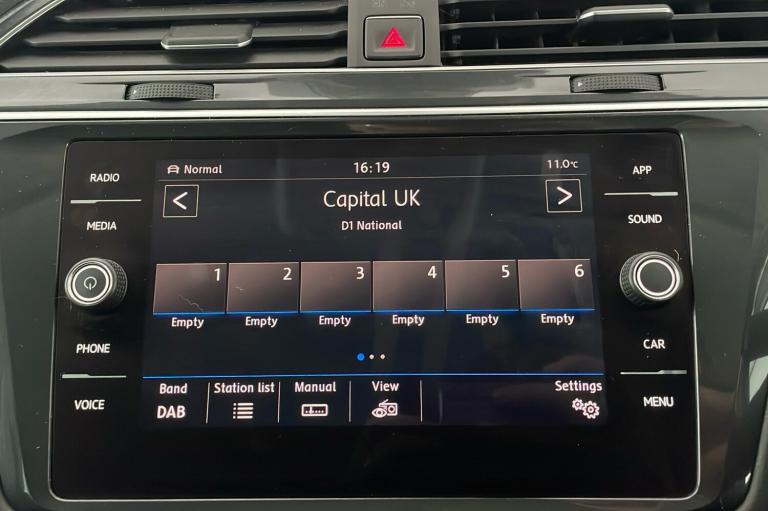 Normal 16:19 11.0°C
RADIO
MEDIA
PHONE
VOICE
< Capital UK >
D1 National
1 2 3 4 5 6
Empty Empty Empty Empty Empty Empty
Band Station list Manual View Settings
DAB
APP
SOUND
CAR
MENU